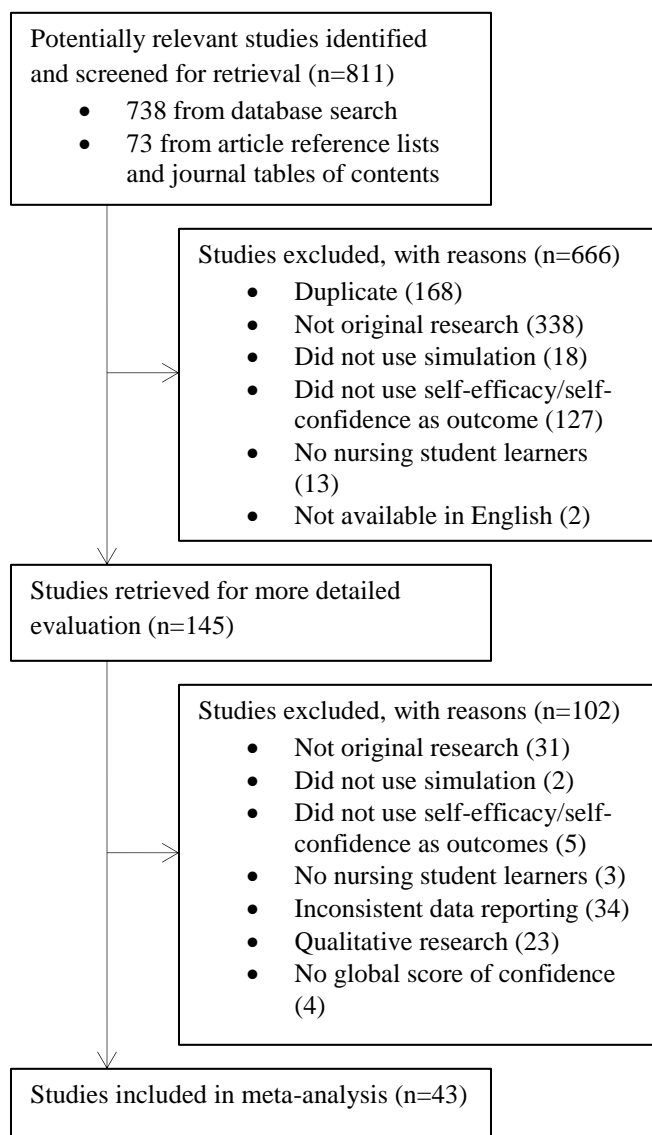 Potentially relevant studies identified
and screened for retrieval (n=811)
• 738 from database search
• 73 from article reference lists
and journal tables of contents
Studies excluded, with reasons (n=666)
• Duplicate (168)
• Not original research (338)
• Did not use simulation (18)
• Did not use self-efficacy/self-
confidence as outcome (127)
• No nursing student learners
(13)
• Not available in English (2)
Studies retrieved for more detailed
evaluation (n=145)
Studies excluded, with reasons (n=102)
• Not original research (31)
• Did not use simulation (2)
• Did not use self-efficacy/self-
confidence as outcomes (5)
• No nursing student learners (3)
• Inconsistent data reporting (34)
• Qualitative research (23)
• No global score of confidence
(4)
Studies included in meta-analysis (n=43)